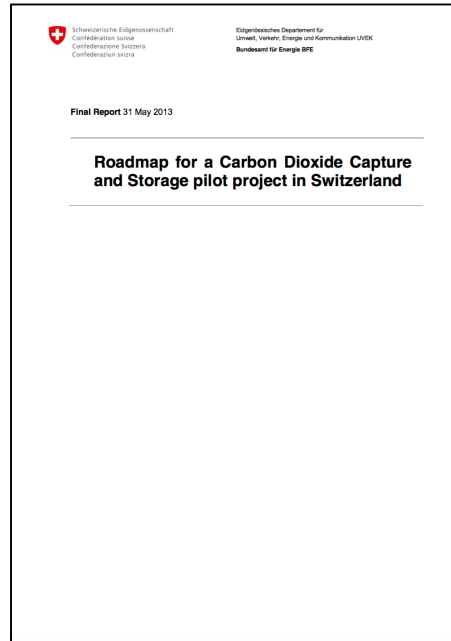 Schweizerische Eidgenossenschaft
Confédération suisse
Confederazione Svizzera
Confederaziun svizra
Eidgenössisches Departement für
Umwelt, Verkehr, Energie und Kommunikation UVEK
Bundesamt für Energie BFE
Final Report 31 May 2013
Roadmap for a Carbon Dioxide Capture
and Storage pilot project in Switzerland